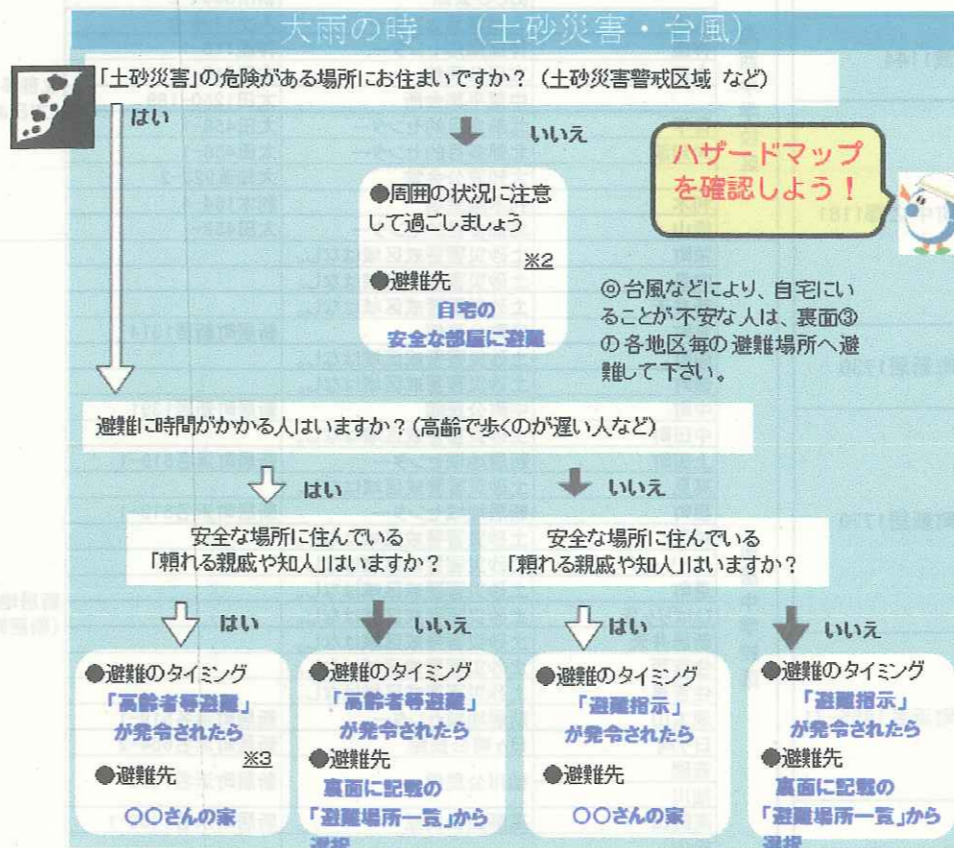 大雨の時　（土砂災害・台風）
「土砂災害」の危険がある場所にお住まいですか？（土砂災害警戒区域 など）
はい
いいえ
ハザードマップ
を確認しよう！
●周囲の状況に注意
して過ごしましょう
※2
●避難先
自宅の
安全な部屋に避難
◎台風などにより、自宅にい
ることが不安な人は、裏面③
の各地区毎の避難場所へ避
難して下さい。
避難に時間がかかる人はいますか？（高齢で歩くのが遅い人など）
はい
いいえ
安全な場所に住んでいる
「頼れる親戚や知人」はいますか？
安全な場所に住んでいる
「頼れる親戚や知人」はいますか？
はい
いいえ
はい
いいえ
●避難のタイミング
「高齢者等避難」
が発令されたら
※3
●避難先
〇〇さんの家
●避難のタイミング
「高齢者等避難」
が発令されたら
●避難先
裏面に記載の
「避難場所一覧」から
選択
●避難のタイミング
「避難指示」
が発令されたら
●避難先
〇〇さんの家
●避難のタイミング
「避難指示」
が発令されたら
●避難先
裏面に記載の
「避難場所一覧」から
選択